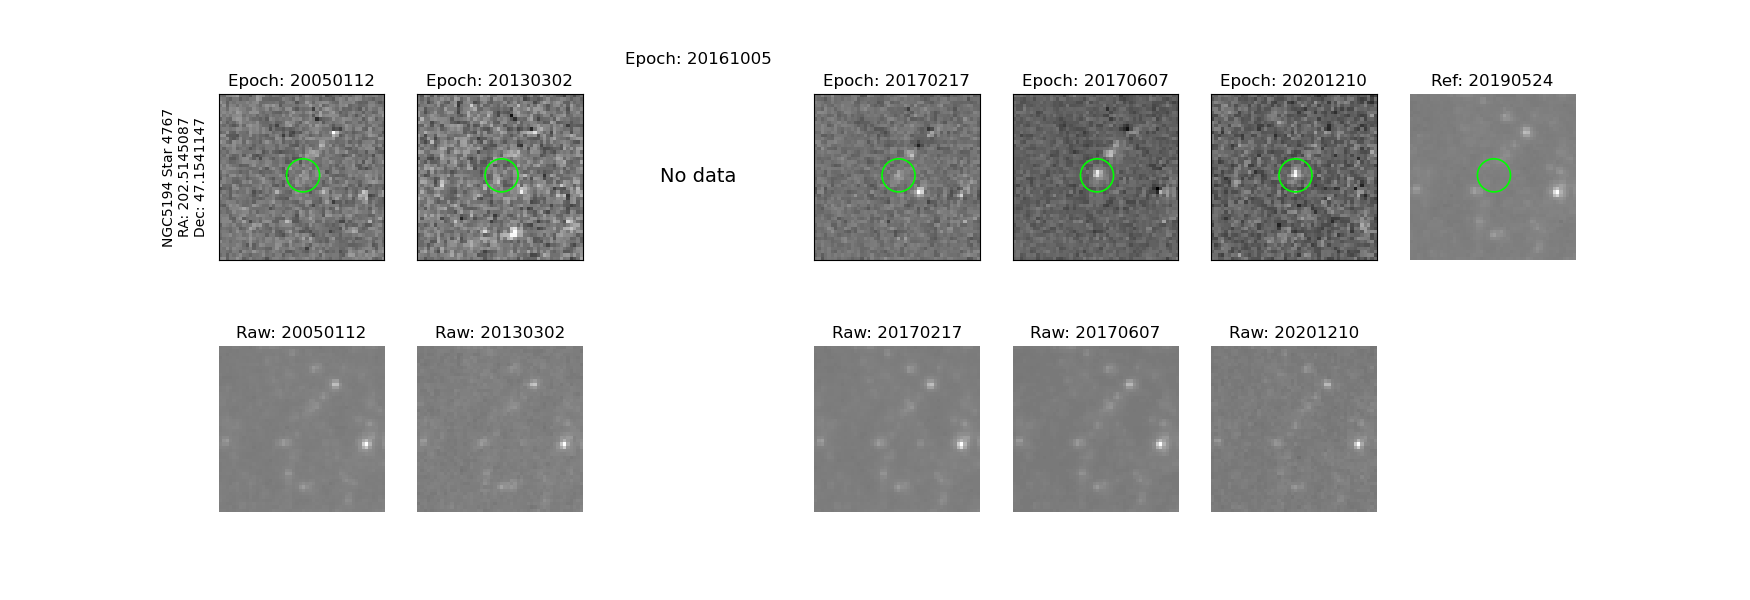 Epoch: 20050112
Epoch: 20130302
Epoch: 20161005
Epoch: 20170217
Epoch: 20170607
Epoch: 20201210
Ref: 20190524
NGC5194 Star 4767
RA: 202.5145087
Dec: 47.1541147
No data
Raw: 20050112
Raw: 20130302
Raw: 20170217
Raw: 20170607
Raw: 20201210